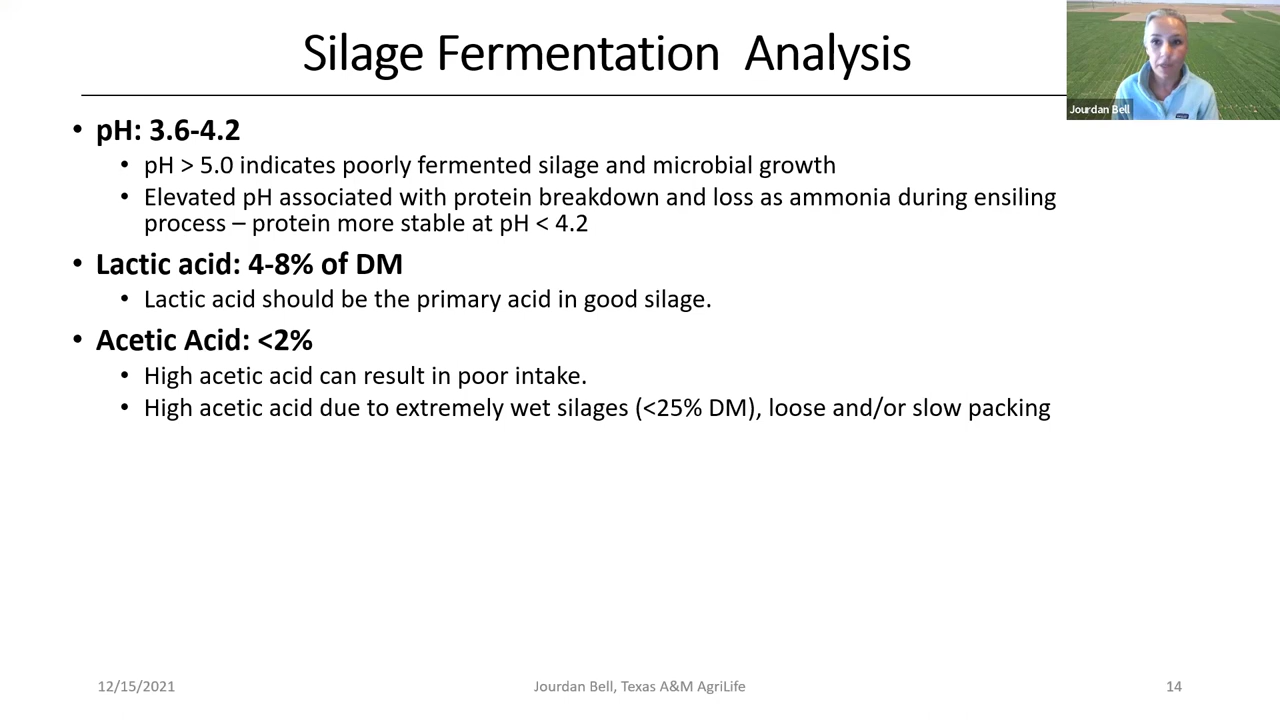 Silage Fermentation Analysis
Jourdan Bell
• pH: 3.6-4.2
• pH > 5.0 indicates poorly fermented silage and microbial growth
• Elevated pH associated with protein breakdown and loss as ammonia during ensiling
process – protein more stable at pH < 4.2
• Lactic acid: 4-8% of DM
• Lactic acid should be the primary acid in good silage.
• Acetic Acid: <2%
• High acetic acid can result in poor intake.
• High acetic acid due to extremely wet silages (<25% DM), loose and/or slow packing
12/15/2021
Jourdan Bell, Texas A&M AgriLife
14